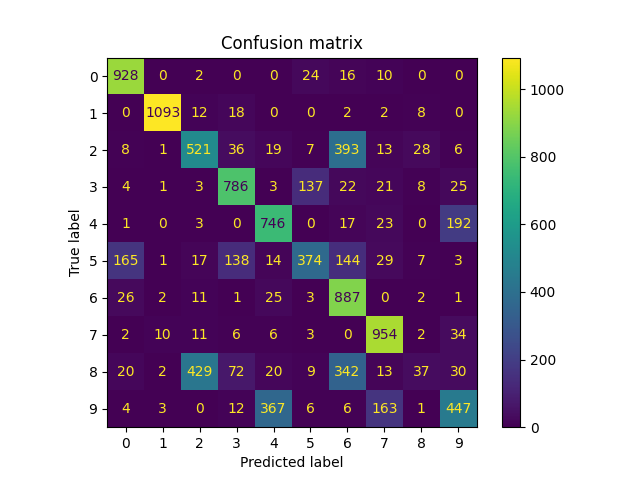 Confusion matrix
0 928 0 2 0 0 24 16 10 0 0
1 0 1093 12 18 0 0 2 2 8 0
2 8 1 521 36 19 7 393 13 28 6
3 4 1 3 786 3 137 22 21 8 25
4 1 0 3 0 746 0 17 23 0 192
5 165 1 17 138 14 374 144 29 7 3
6 26 2 11 1 25 3 887 0 2 1
7 2 10 11 6 6 3 0 954 2 34
8 20 2 429 72 20 9 342 13 37 30
9 4 3 0 12 367 6 6 163 1 447
0 1 2 3 4 5 6 7 8 9
Predicted label
True label
1000
800
600
400
200
0